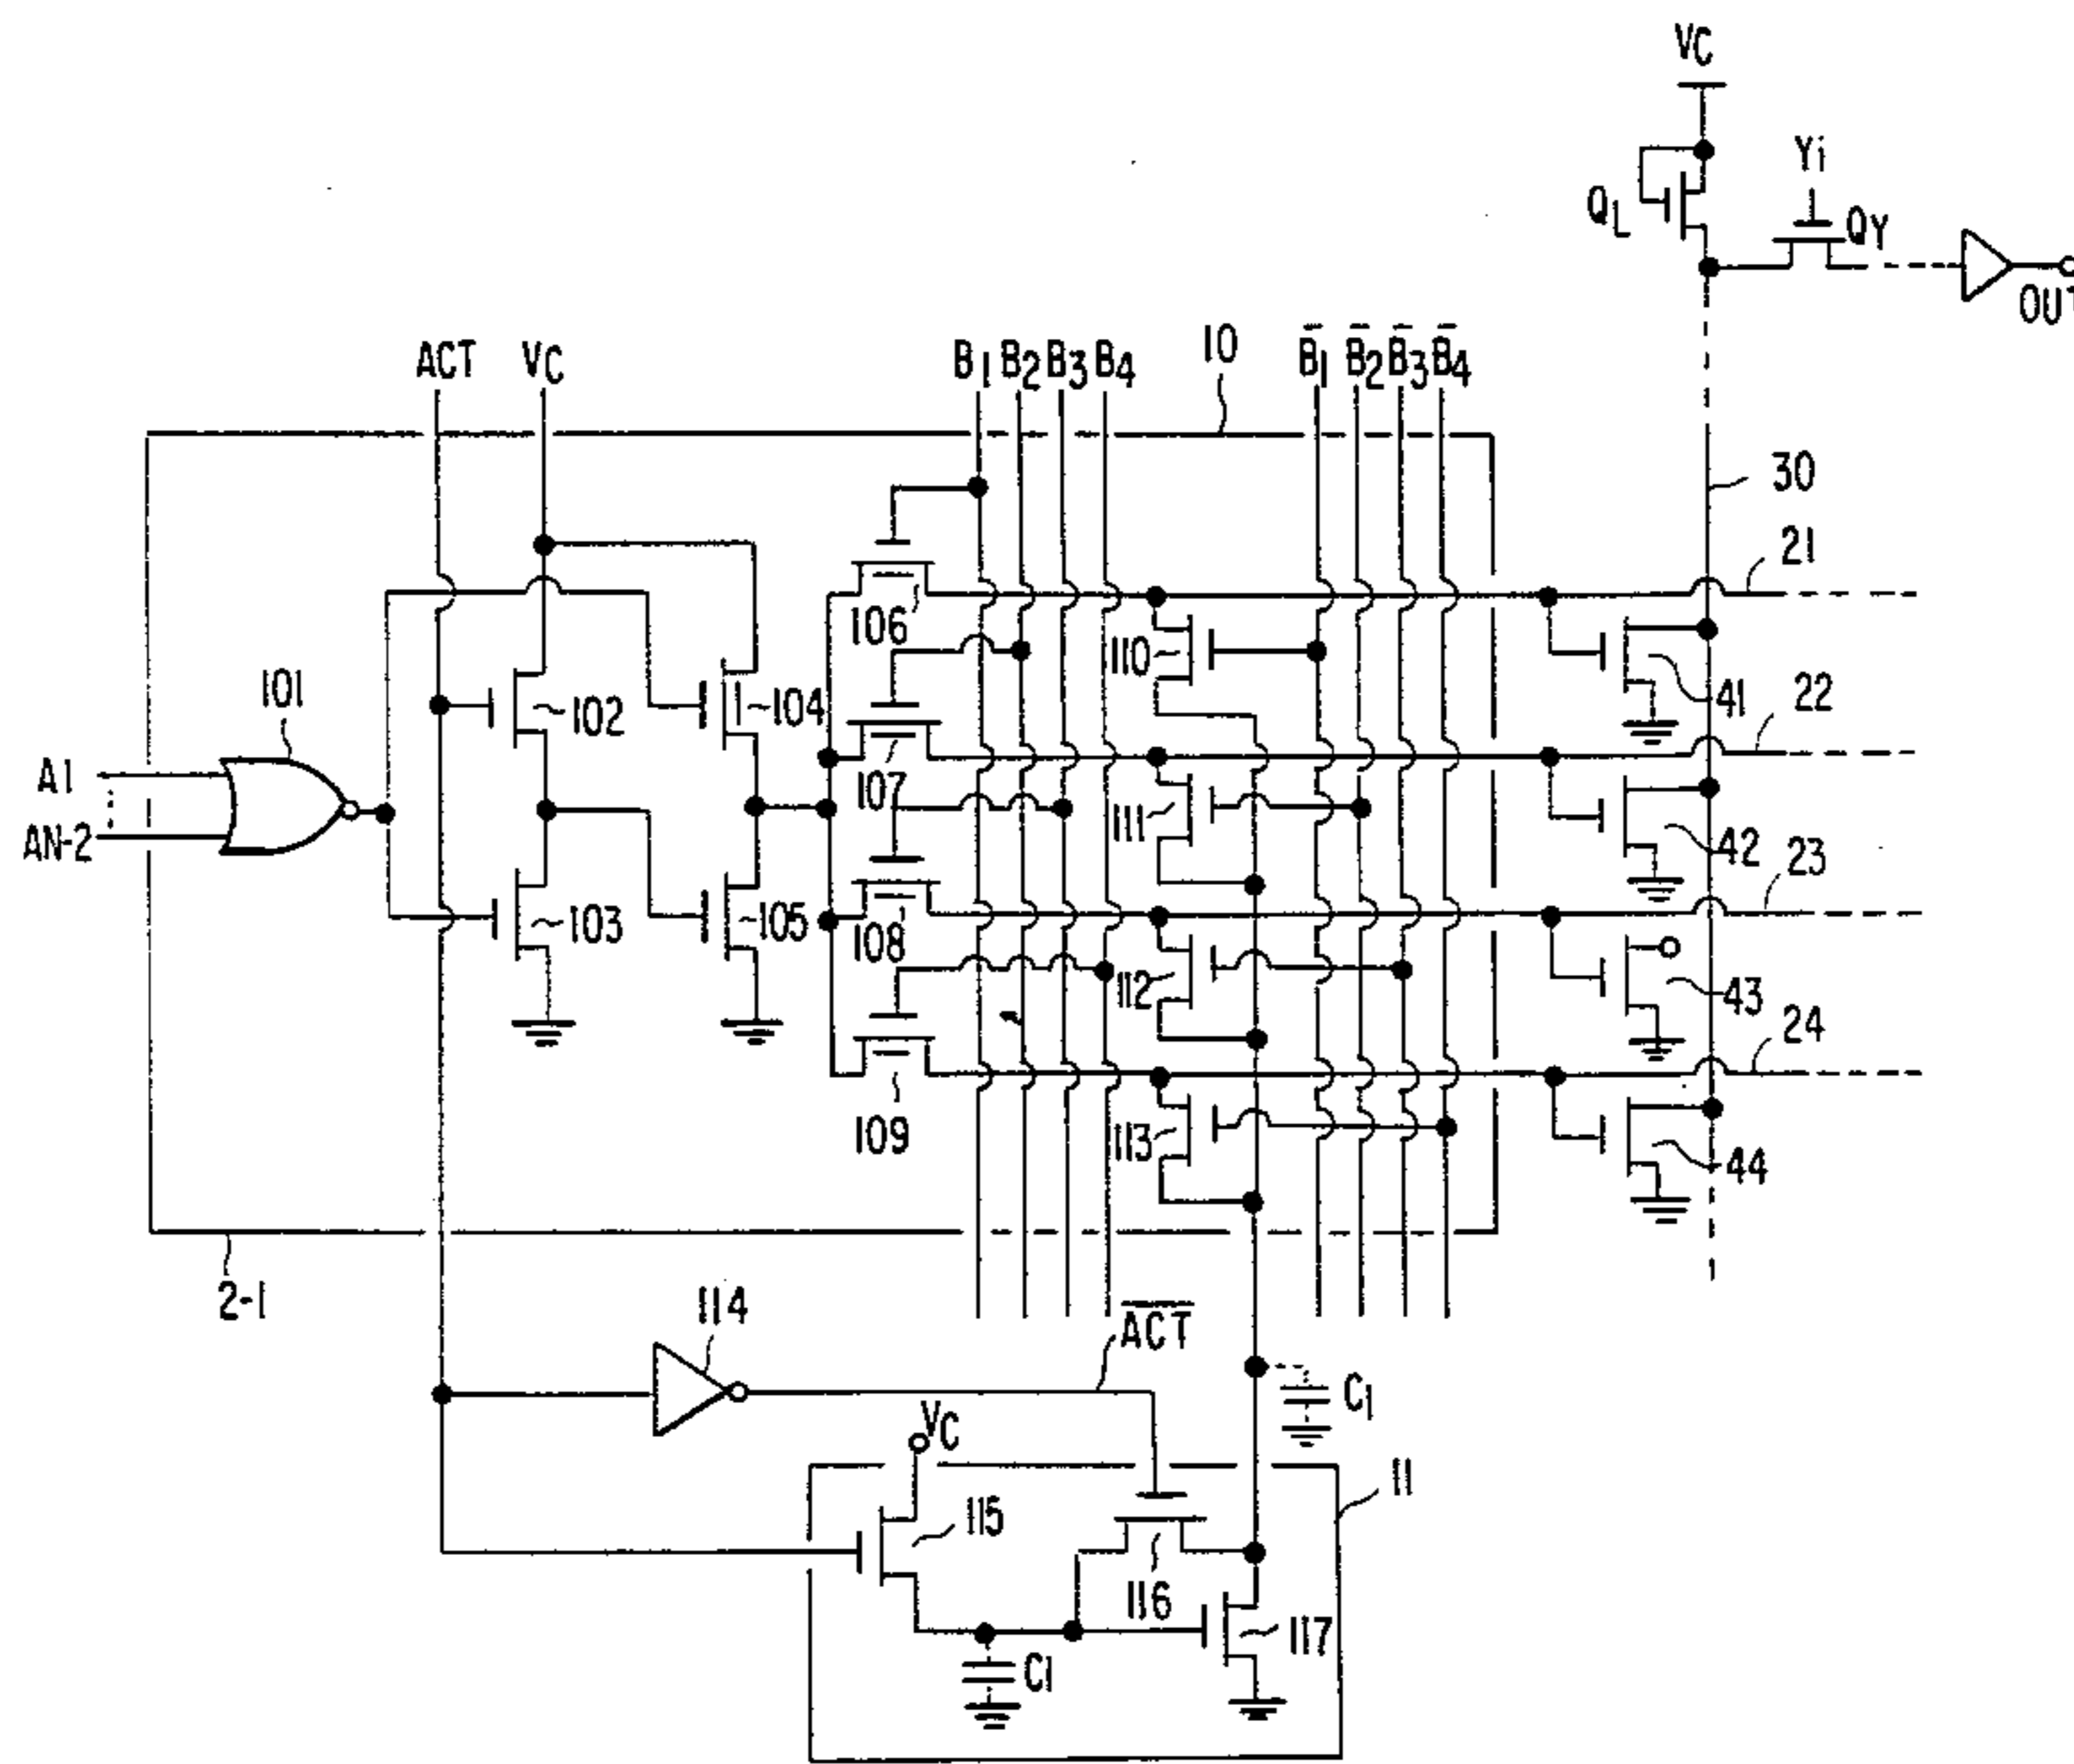 VC
Yi
QL
QY
OUT
ACT VC B1 B2 B3 B4 10 B̄1 B̄2 B̄3 B̄4
30
21
106
110
41
101
102
104
22
107
111
42
A1
AN-2
103
105
23
108
112
43
24
109
113
44
2-1
114
A̅C̅T̅
C1
VC
11
115
116
117
C1